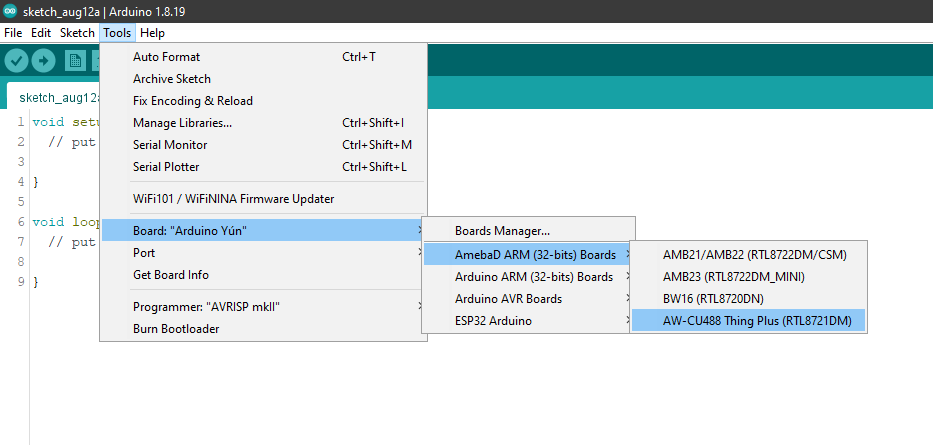 sketch_aug12a | Arduino 1.8.19
File Edit Sketch Tools Help
sketch_aug12a
1 void setu
2 // put
3
4 }
5
6 void loop
7 // put
8
9 }
Auto Format Ctrl+T
Archive Sketch
Fix Encoding & Reload
Manage Libraries... Ctrl+Shift+I
Serial Monitor Ctrl+Shift+M
Serial Plotter Ctrl+Shift+L
WiFi101 / WiFiNINA Firmware Updater
Board: "Arduino Yún"
Port
Get Board Info
Programmer: "AVRISP mkII"
Burn Bootloader
Boards Manager...
AmebaD ARM (32-bits) Boards
Arduino ARM (32-bits) Boards
Arduino AVR Boards
ESP32 Arduino
AMB21/AMB22 (RTL8722DM/CSM)
AMB23 (RTL8722DM_MINI)
BW16 (RTL8720DN)
AW-CU488 Thing Plus (RTL8721DM)